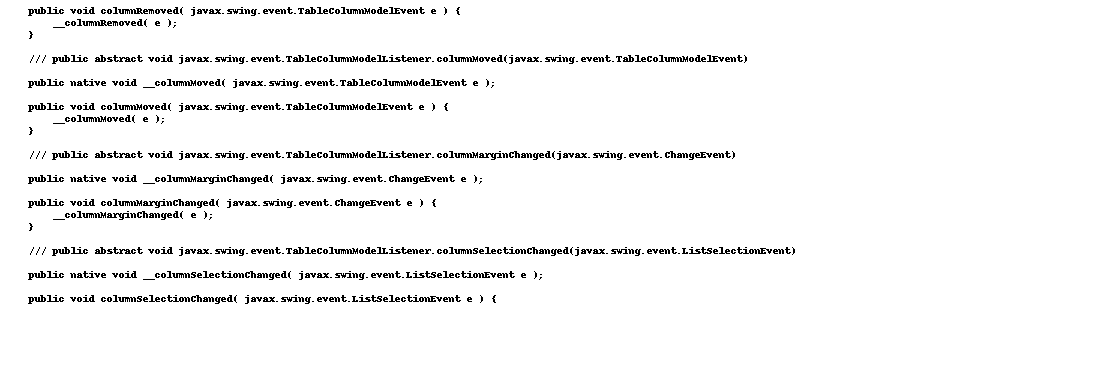 public void columnRemoved( javax.swing.event.TableColumnModelEvent e ) {
__columnRemoved( e );
}
/// public abstract void javax.swing.event.TableColumnModelListener.columnMoved(javax.swing.event.TableColumnModelEvent)
public native void __columnMoved( javax.swing.event.TableColumnModelEvent e );
public void columnMoved( javax.swing.event.TableColumnModelEvent e ) {
__columnMoved( e );
}
/// public abstract void javax.swing.event.TableColumnModelListener.columnMarginChanged(javax.swing.event.ChangeEvent)
public native void __columnMarginChanged( javax.swing.event.ChangeEvent e );
public void columnMarginChanged( javax.swing.event.ChangeEvent e ) {
__columnMarginChanged( e );
}
/// public abstract void javax.swing.event.TableColumnModelListener.columnSelectionChanged(javax.swing.event.ListSelectionEvent)
public native void __columnSelectionChanged( javax.swing.event.ListSelectionEvent e );
public void columnSelectionChanged( javax.swing.event.ListSelectionEvent e ) {